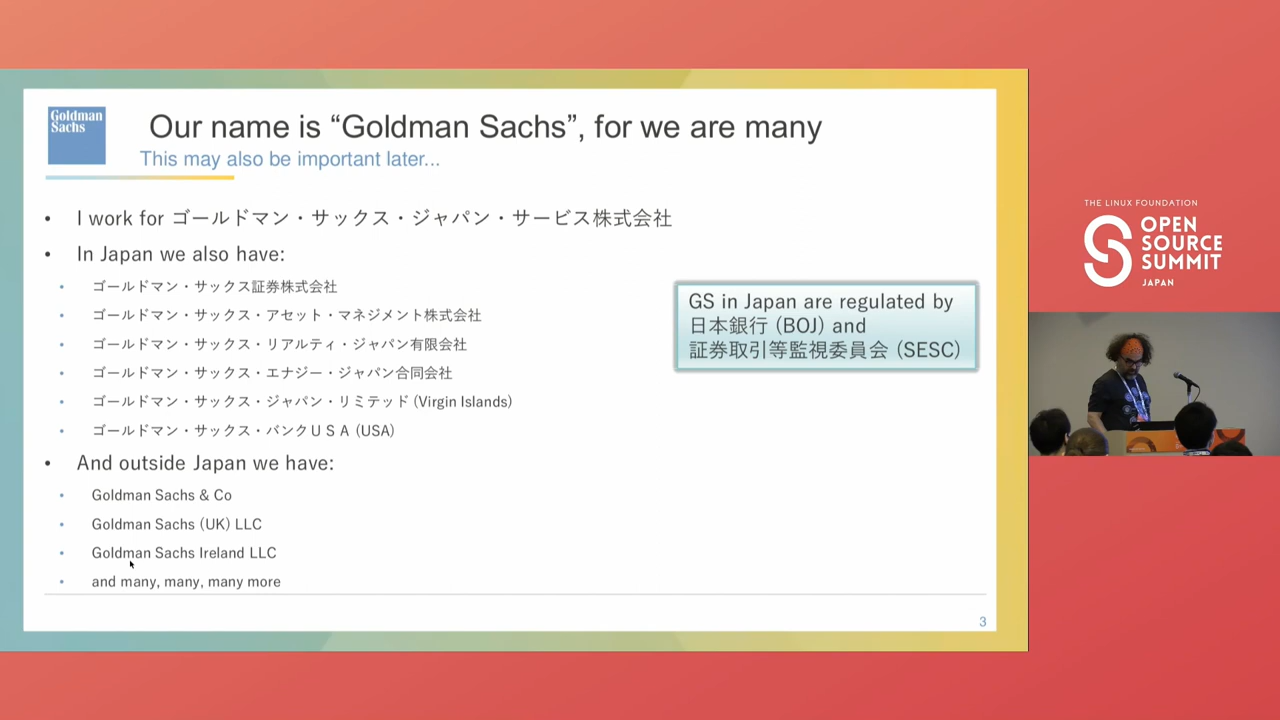 Goldman
Sachs
Our name is “Goldman Sachs”, for we are many
This may also be important later...
• I work for ゴールドマン・サックス・ジャパン・サービス株式会社
• In Japan we also have:
• ゴールドマン・サックス証券株式会社
• ゴールドマン・サックス・アセット・マネジメント株式会社
• ゴールドマン・サックス・リアルティ・ジャパン有限会社
• ゴールドマン・サックス・エナジー・ジャパン合同会社
• ゴールドマン・サックス・ジャパン・リミテッド (Virgin Islands)
• ゴールドマン・サックス・バンクＵＳＡ (USA)
• And outside Japan we have:
• Goldman Sachs & Co
• Goldman Sachs (UK) LLC
• Goldman Sachs Ireland LLC
• and many, many, many more
GS in Japan are regulated by
日本銀行 (BOJ) and
証券取引等監視委員会 (SESC)
3
THE LINUX FOUNDATION
OPEN
SOURCE
SUMMIT
JAPAN